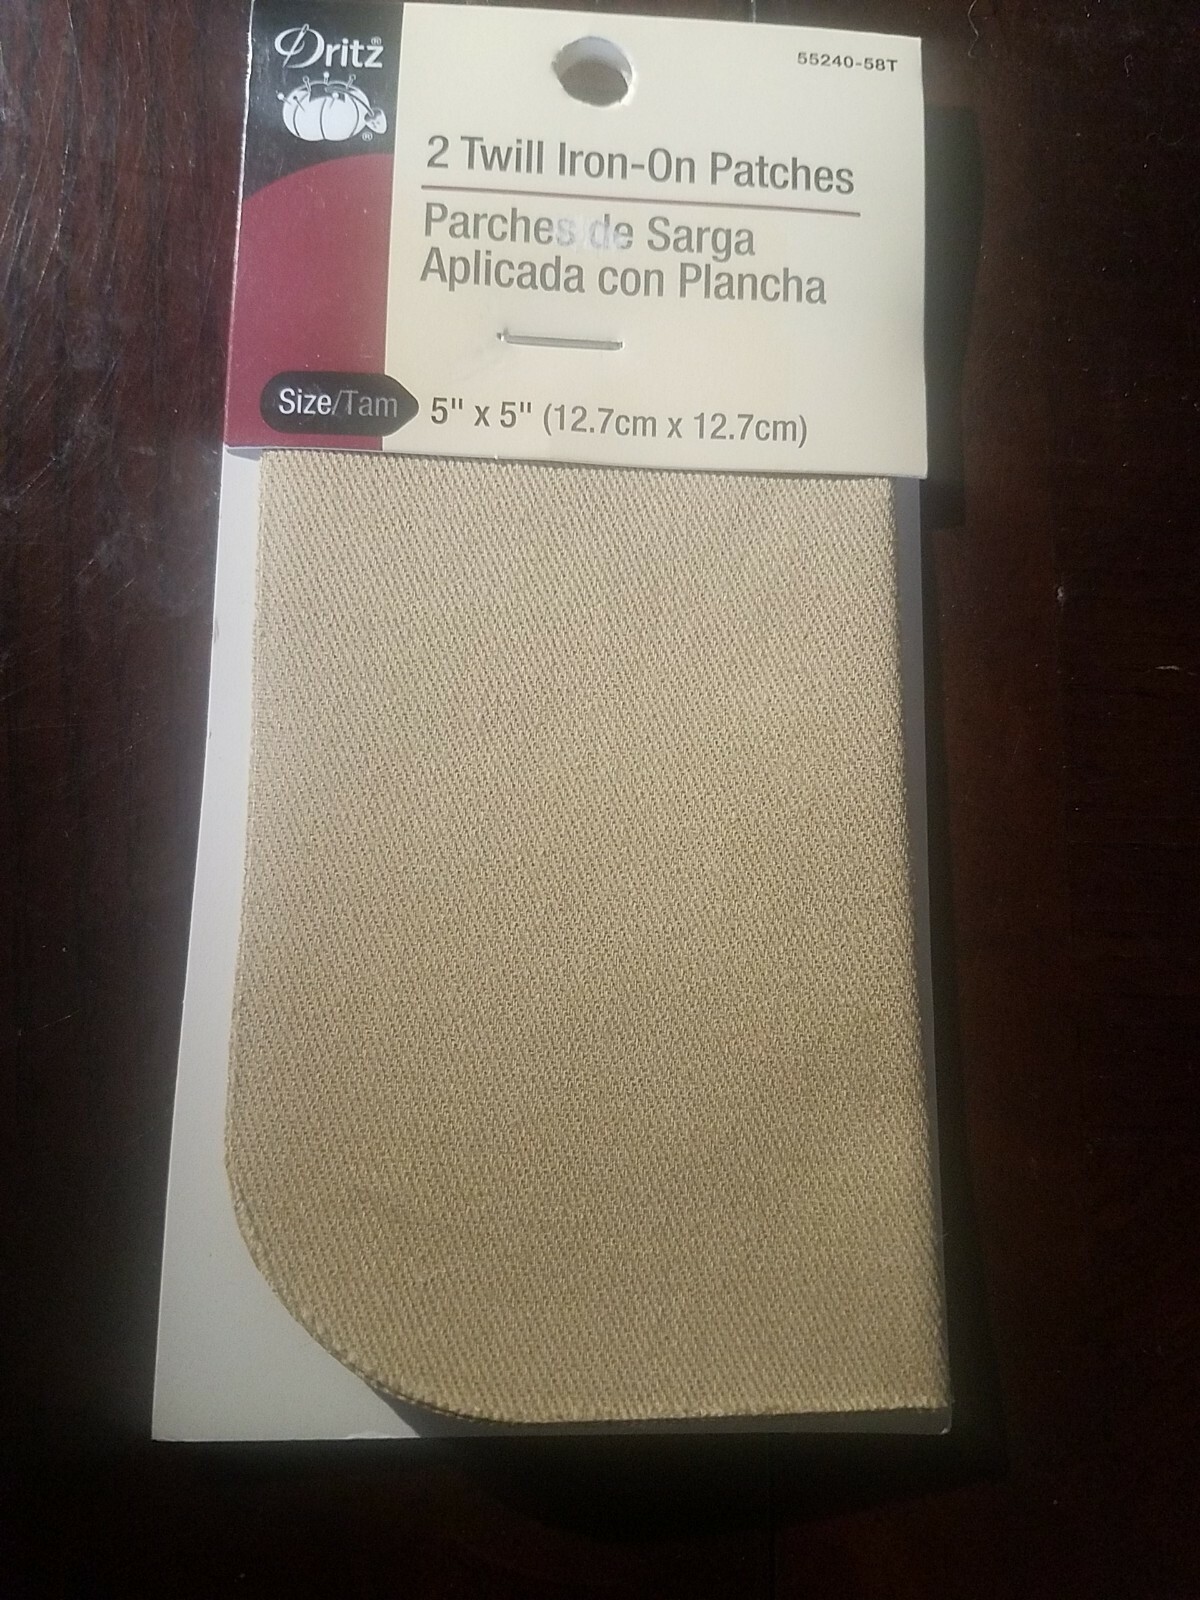 Dritz®
®
55240-58T
2 Twill Iron-On Patches
Parches de Sarga
Aplicada con Plancha
Size/Tam
5" x 5" (12.7cm x 12.7cm)